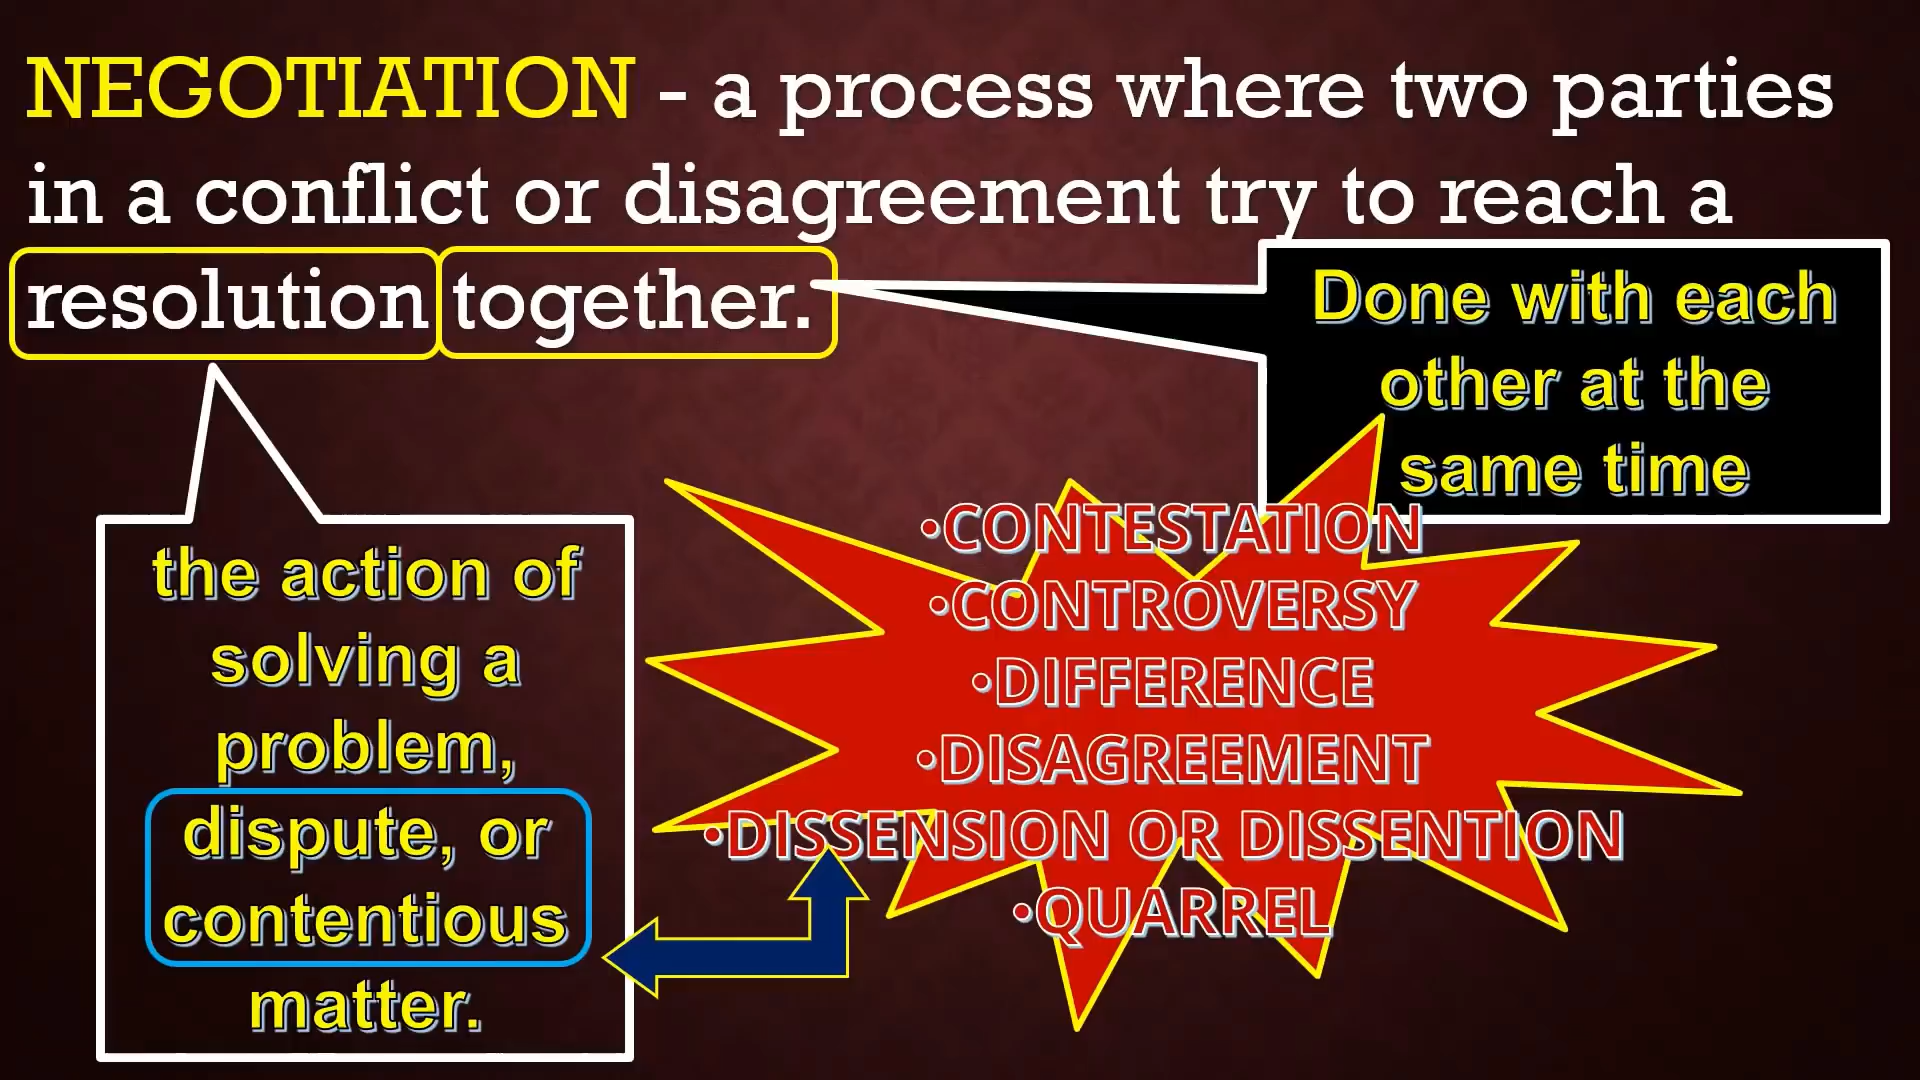 NEGOTIATION - a process where two parties
in a conflict or disagreement try to reach a
resolution together.
Done with each
other at the
same time
the action of
solving a
problem,
dispute, or
contentious
matter.
•CONTESTATION
•CONTROVERSY
•DIFFERENCE
•DISAGREEMENT
•DISSENSION OR DISSENTION
•QUARREL